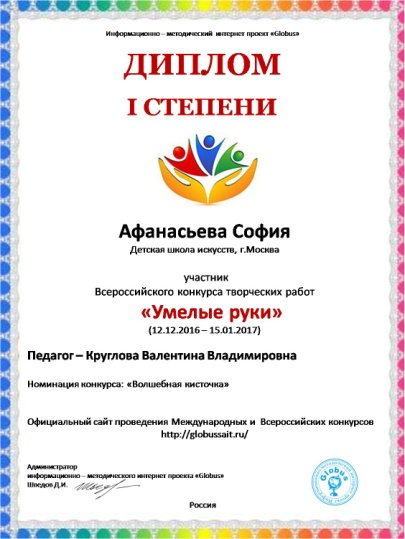 Информационно – методический интернет проект «Globus»
ДИПЛОМ
I СТЕПЕНИ
Афанасьева София
Детская школа искусств, г.Москва
участник
Всероссийского конкурса творческих работ
«Умелые руки»
(12.12.2016 – 15.01.2017)
Педагог – Круглова Валентина Владимировна
Номинация конкурса: «Волшебная кисточка»
Официальный сайт проведения Международных и Всероссийских конкурсов
http://globussait.ru/
Администратор
информационно – методического интернет проекта «Globus»
Шведов Д.И.
Globus
Россия